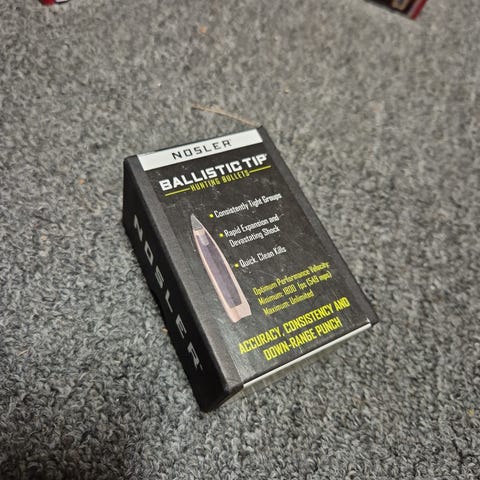 NOSLER®
BALLISTIC TIP®
HUNTING BULLETS
• Consistently Tight Groups
• Rapid Expansion and
Devastating Shock
• Quick, Clean Kills
Optimum Performance Velocity:
Minimum: 1800 fps (549 mps)
Maximum: Unlimited
ACCURACY, CONSISTENCY AND
DOWN-RANGE PUNCH
NOSLER®